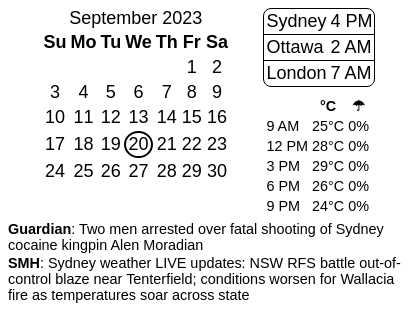 September 2023
Su Mo Tu We Th Fr Sa
1 2
3 4 5 6 7 8 9
10 11 12 13 14 15 16
17 18 19 20 21 22 23
24 25 26 27 28 29 30
Sydney 4 PM
Ottawa 2 AM
London 7 AM
°C ☂
9 AM 25°C 0%
12 PM 28°C 0%
3 PM 29°C 0%
6 PM 26°C 0%
9 PM 24°C 0%
Guardian: Two men arrested over fatal shooting of Sydney
cocaine kingpin Alen Moradian
SMH: Sydney weather LIVE updates: NSW RFS battle out-of-
control blaze near Tenterfield; conditions worsen for Wallacia
fire as temperatures soar across state